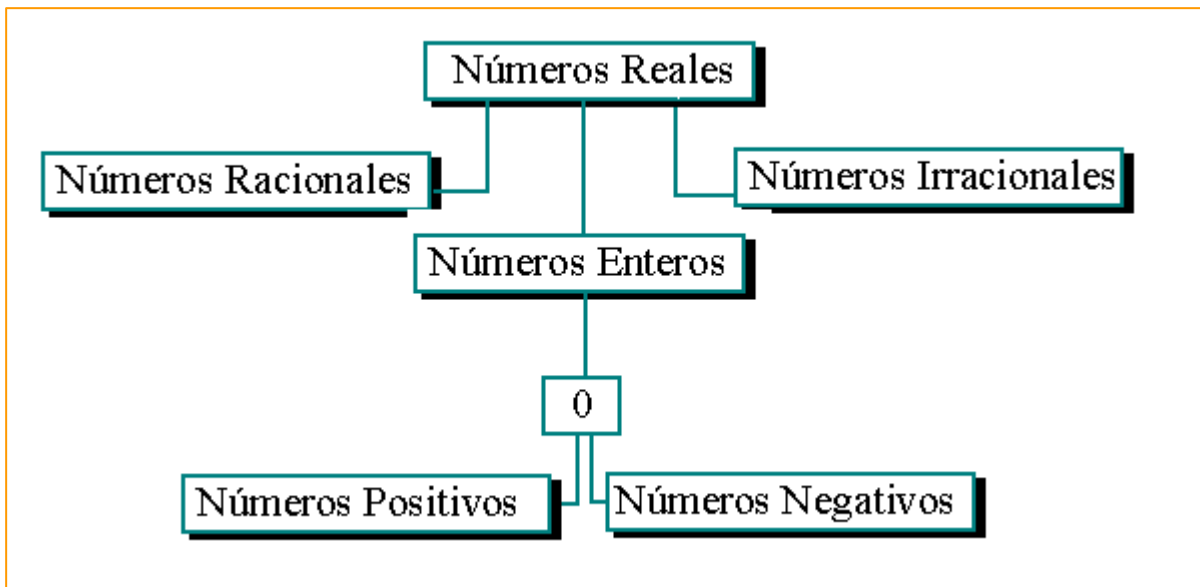 Números Reales
Números Racionales
Números Irracionales
Números Enteros
0
Números Positivos
Números Negativos